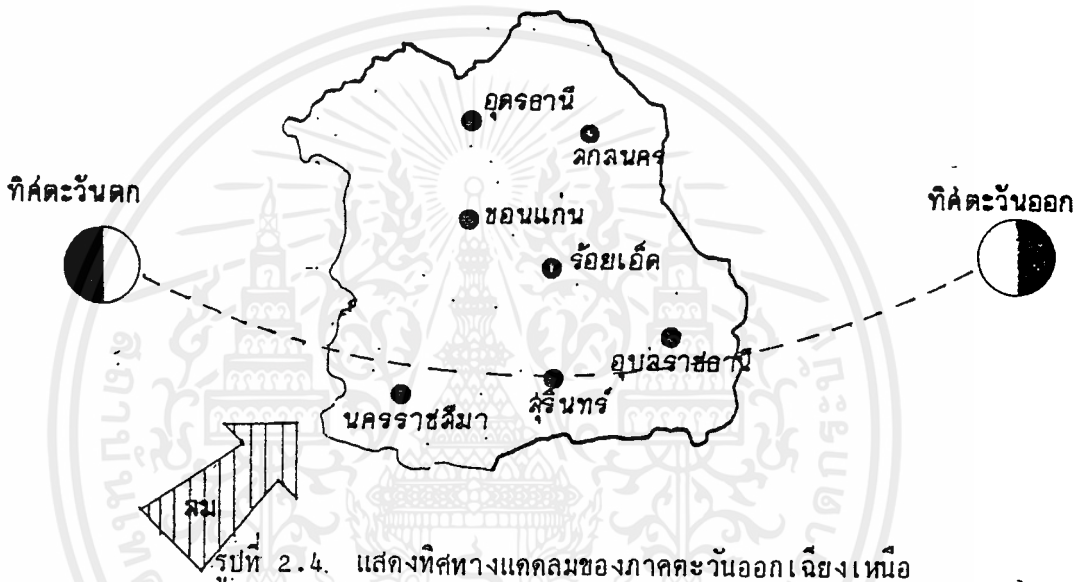 อุดรธานี
สกลนคร
ทิศตะวันตก
ทิศตะวันออก
ขอนแก่น
ร้อยเอ็ด
อุบลราชธานี
สุรินทร์
นครราชสีมา
ลม
รูปที่ 2.4. แสดงทิศทางแดดลมของภาคตะวันออกเฉียงเหนือ